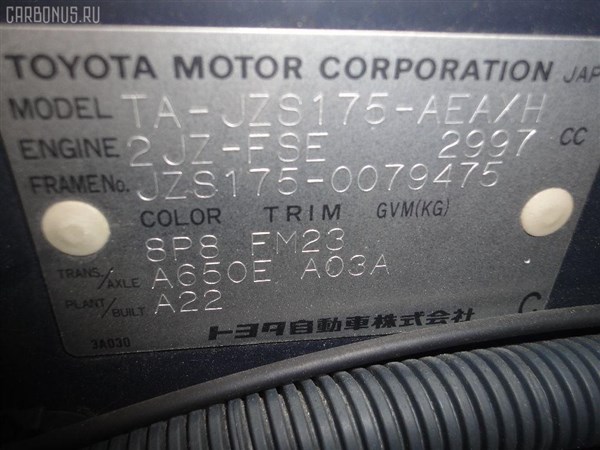 CARBONUS.RU
TOYOTA MOTOR CORPORATION JAP
MODEL TA-JZS175-AEA/H
ENGINE 2JZ-FSE 2997 CC
FRAME No. JZS175-0079475
COLOR TRIM GVM(KG)
8P8 FM23
TRANS./AXLE A650E A03A
PLANT/BUILT A22
トヨタ自動車株式会社 C
3A030